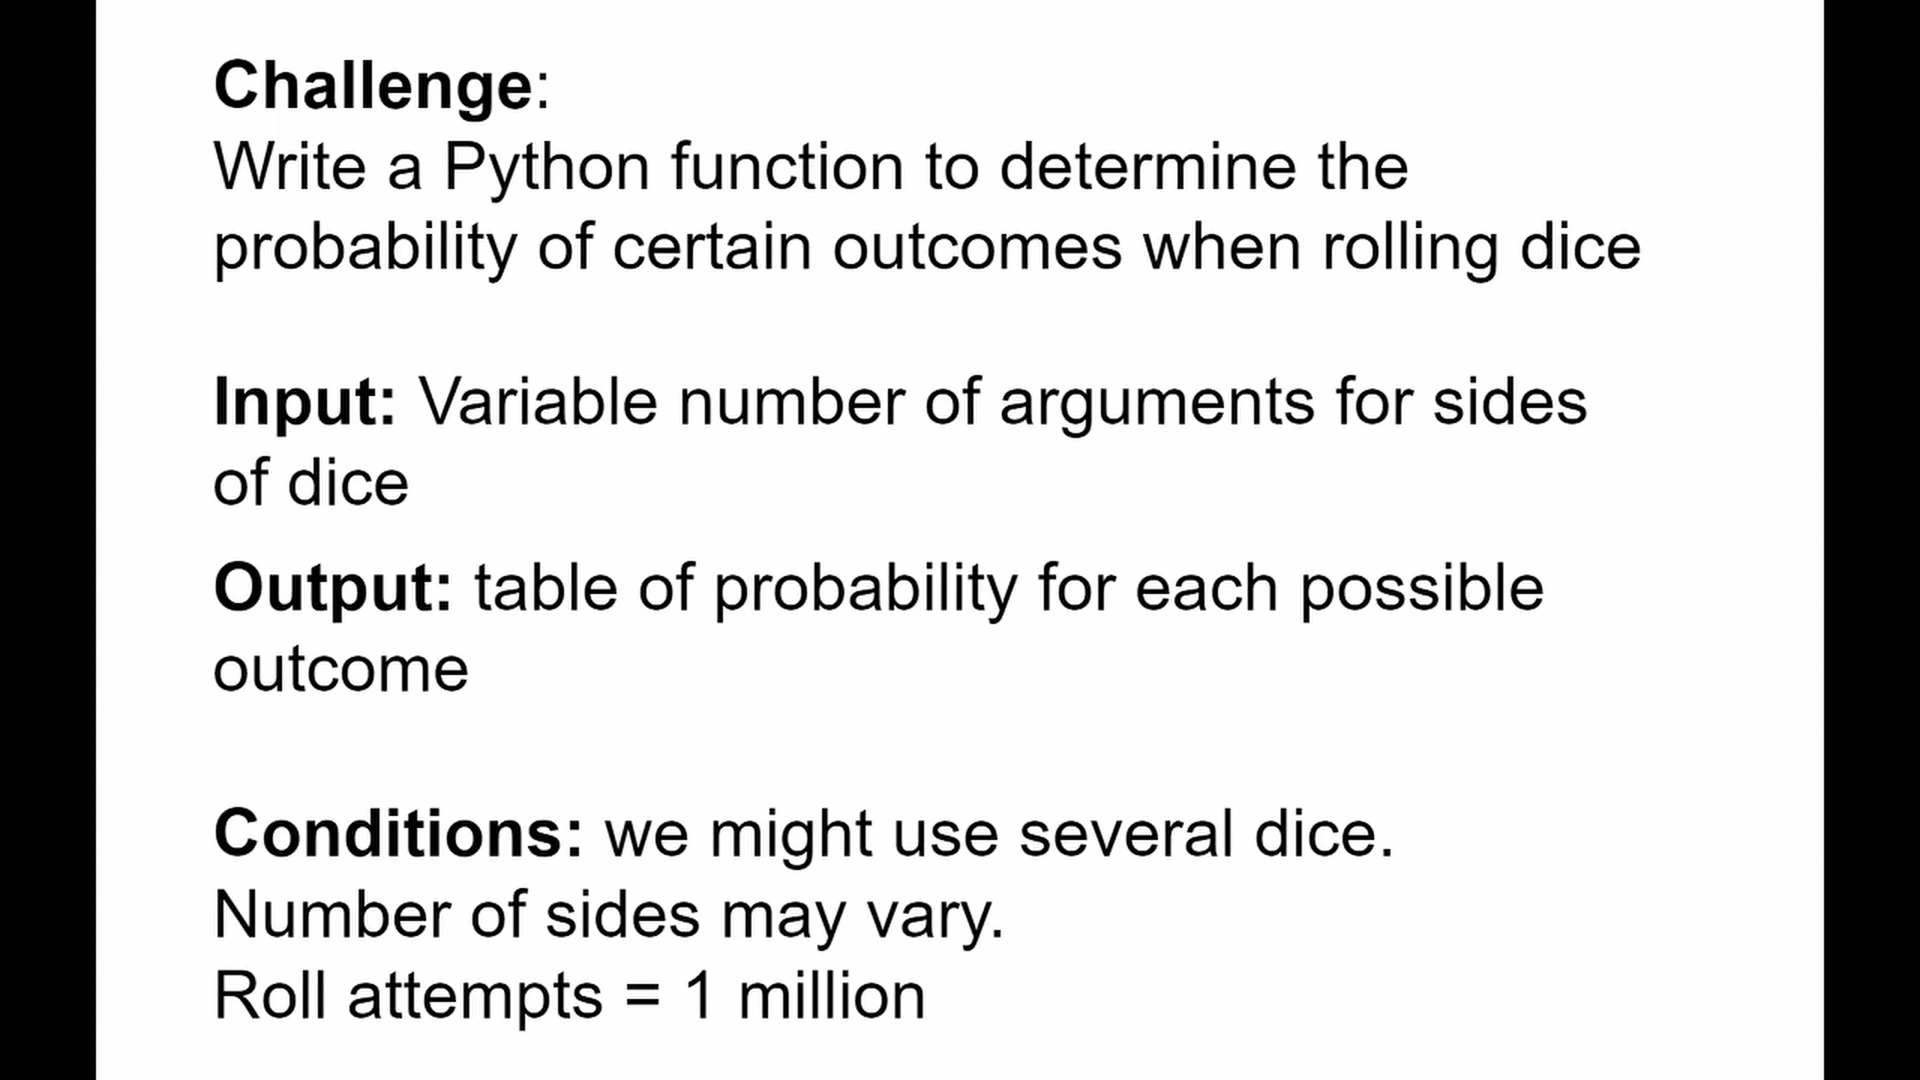 Challenge:
Write a Python function to determine the
probability of certain outcomes when rolling dice
Input: Variable number of arguments for sides
of dice
Output: table of probability for each possible
outcome
Conditions: we might use several dice.
Number of sides may vary.
Roll attempts = 1 million